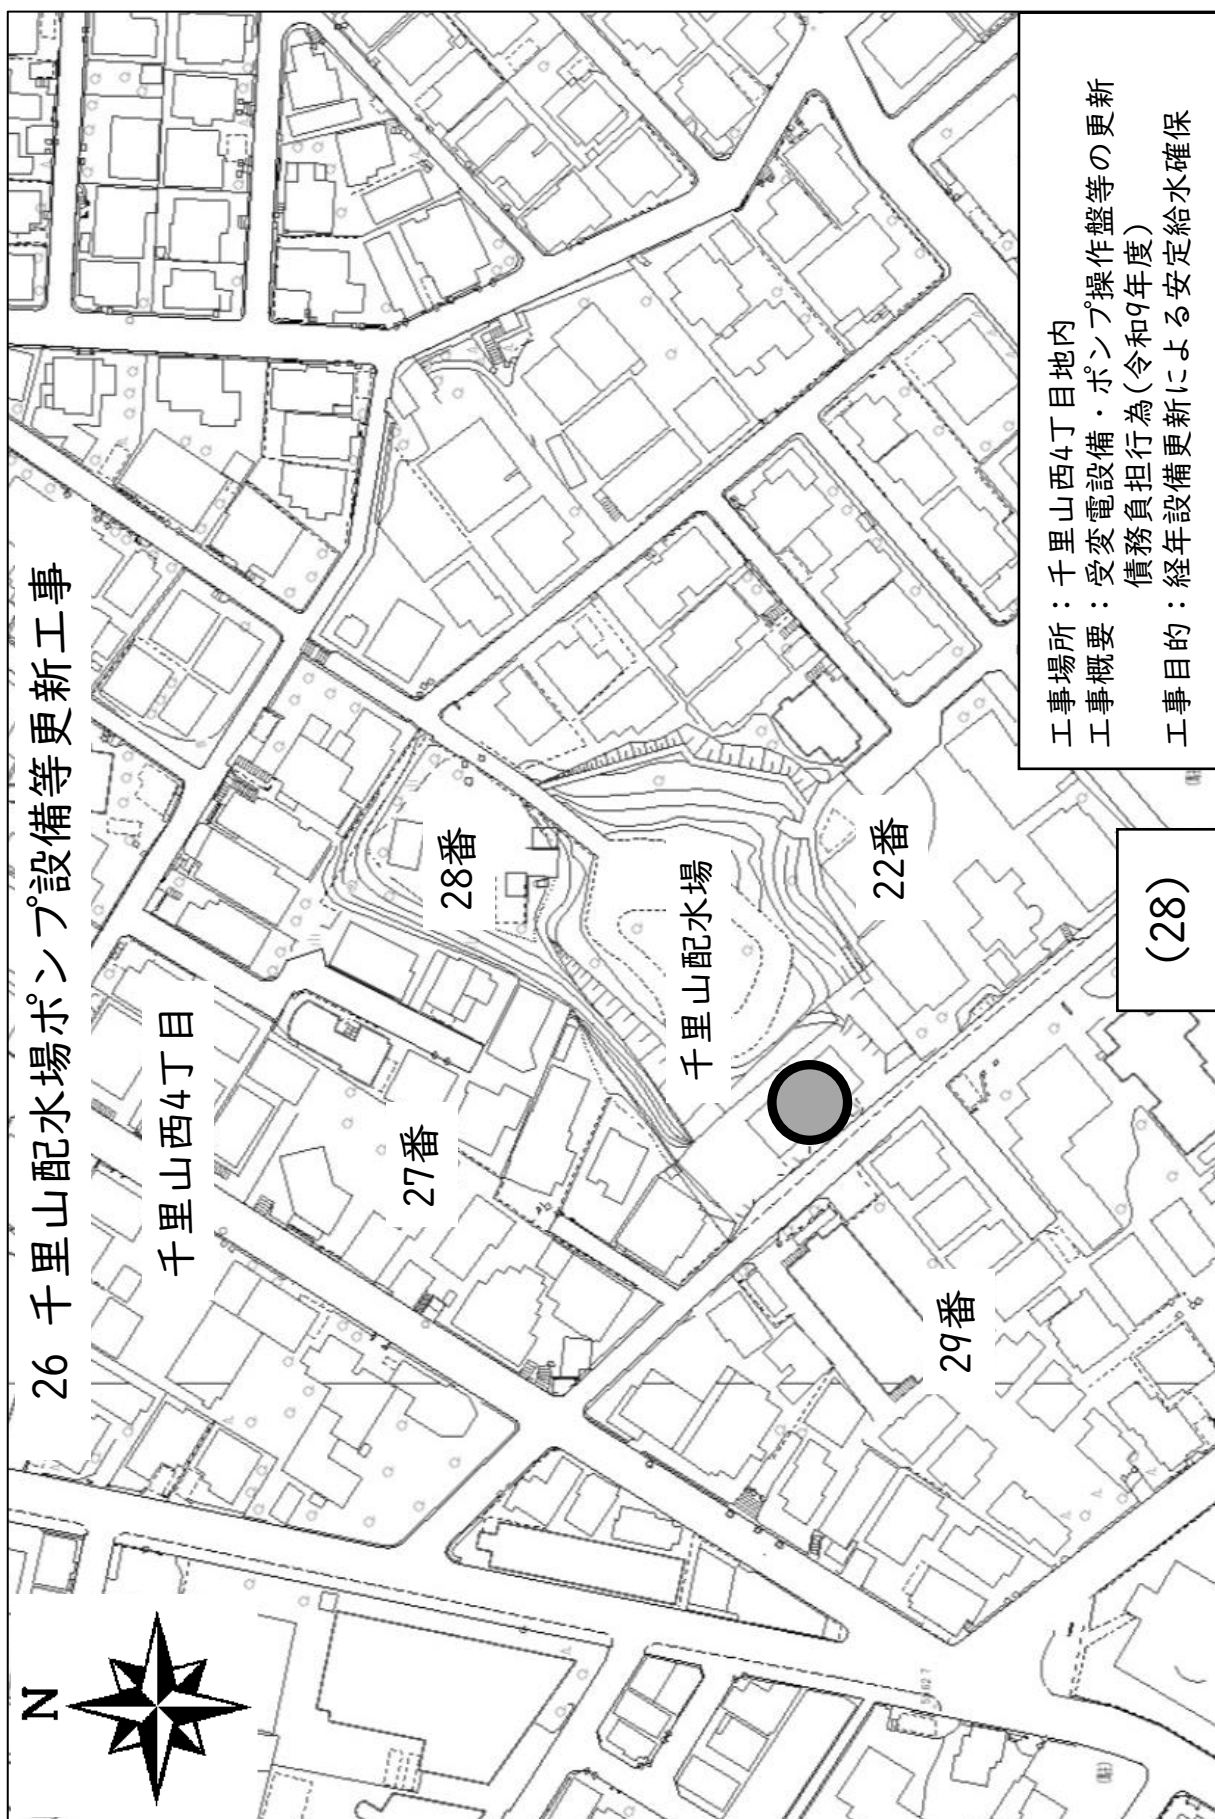 26 千里山配水場ポンプ設備等更新工事
N
千里山西4丁目
28番
27番
千里山配水場
22番
29番
工事場所：千里山西4丁目地内
工事概要：受変電設備・ポンプ操作盤等の更新
債務負担行為(令和9年度)
工事目的：経年設備更新による安定給水確保
(28)